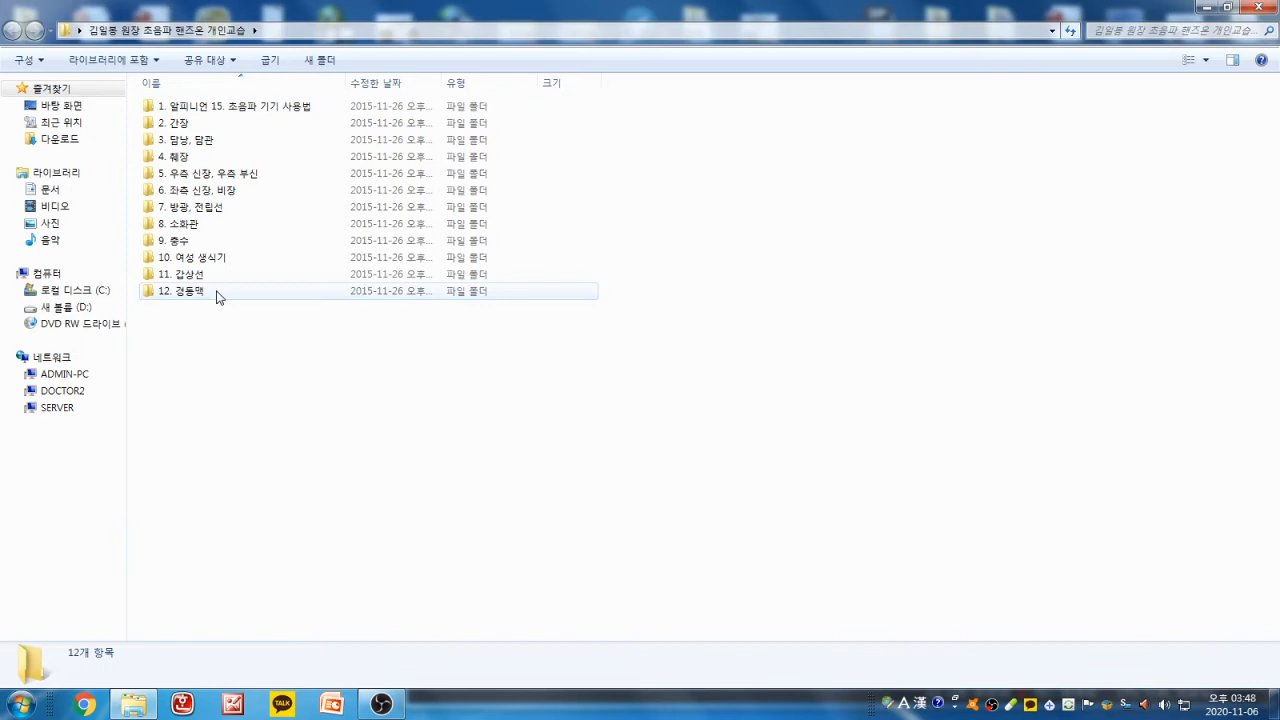 김일봉 원장 초음파 핸즈온 개인교습
김일봉 원장 초음파 핸즈온 개인교습...
구성 라이브러리에 포함 공유 대상 굽기 새 폴더
이름 수정한 날짜 유형 크기
즐겨찾기
바탕 화면
최근 위치
다운로드
라이브러리
문서
비디오
사진
음악
컴퓨터
로컬 디스크 (C:)
새 볼륨 (D:)
DVD RW 드라이브
네트워크
ADMIN-PC
DOCTOR2
SERVER
1. 알피니언 15. 초음파 기기 사용법 2015-11-26 오후... 파일 폴더
2. 간장 2015-11-26 오후... 파일 폴더
3. 담낭, 담관 2015-11-26 오후... 파일 폴더
4. 췌장 2015-11-26 오후... 파일 폴더
5. 우측 신장, 우측 부신 2015-11-26 오후... 파일 폴더
6. 좌측 신장, 비장 2015-11-26 오후... 파일 폴더
7. 방광, 전립선 2015-11-26 오후... 파일 폴더
8. 소화관 2015-11-26 오후... 파일 폴더
9. 충수 2015-11-26 오후... 파일 폴더
10. 여성 생식기 2015-11-26 오후... 파일 폴더
11. 갑상선 2015-11-26 오후... 파일 폴더
12. 경동맥 2015-11-26 오후... 파일 폴더
12개 항목
TALK
A 漢
오후 03:48
2020-11-06